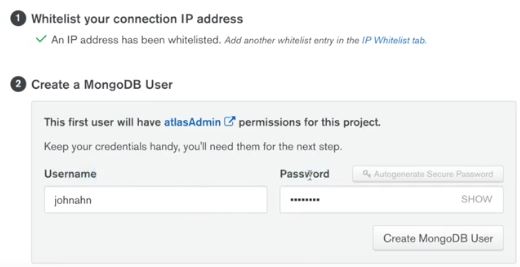 1 Whitelist your connection IP address
An IP address has been whitelisted. Add another whitelist entry in the IP Whitelist tab.
2 Create a MongoDB User
This first user will have atlasAdmin permissions for this project.
Keep your credentials handy, you'll need them for the next step.
Username
Password Autogenerate Secure Password
johnahn
•••••••• SHOW
Create MongoDB User